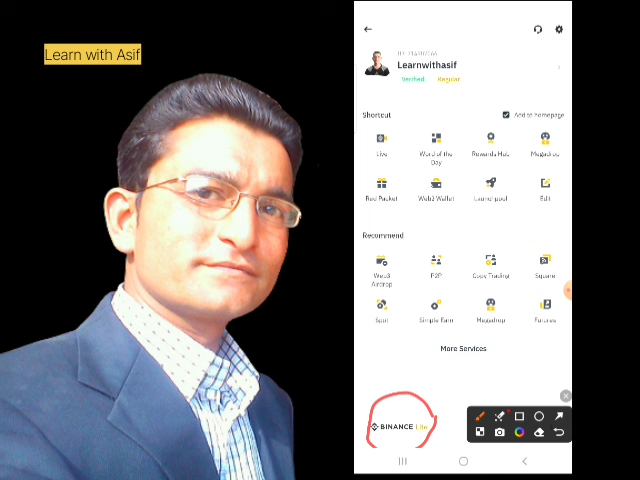 Learn with Asif
Learnwithasif
Verified Regular
Shortcut
Add to homepage
Live
Word of the Day
Rewards Hub
Megadrop
Red Packet
Web3 Wallet
Launchpool
Edit
Recommend
Web3 Airdrop
P2P
Copy Trading
Square
Spot
Simple Earn
Megadrop
Futures
More Services
BINANCE Lite